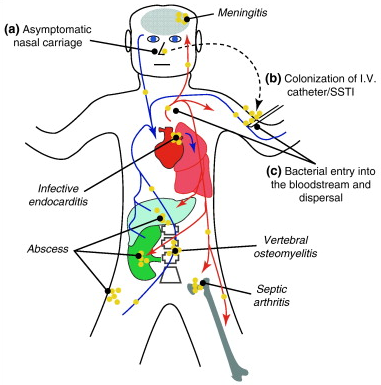 Meningitis
(a) Asymptomatic
nasal carriage
(b) Colonization of I.V.
catheter/SSTI
(c) Bacterial entry into
the bloodstream and
dispersal
Infective
endocarditis
Abscess
Vertebral
osteomyelitis
Septic
arthritis